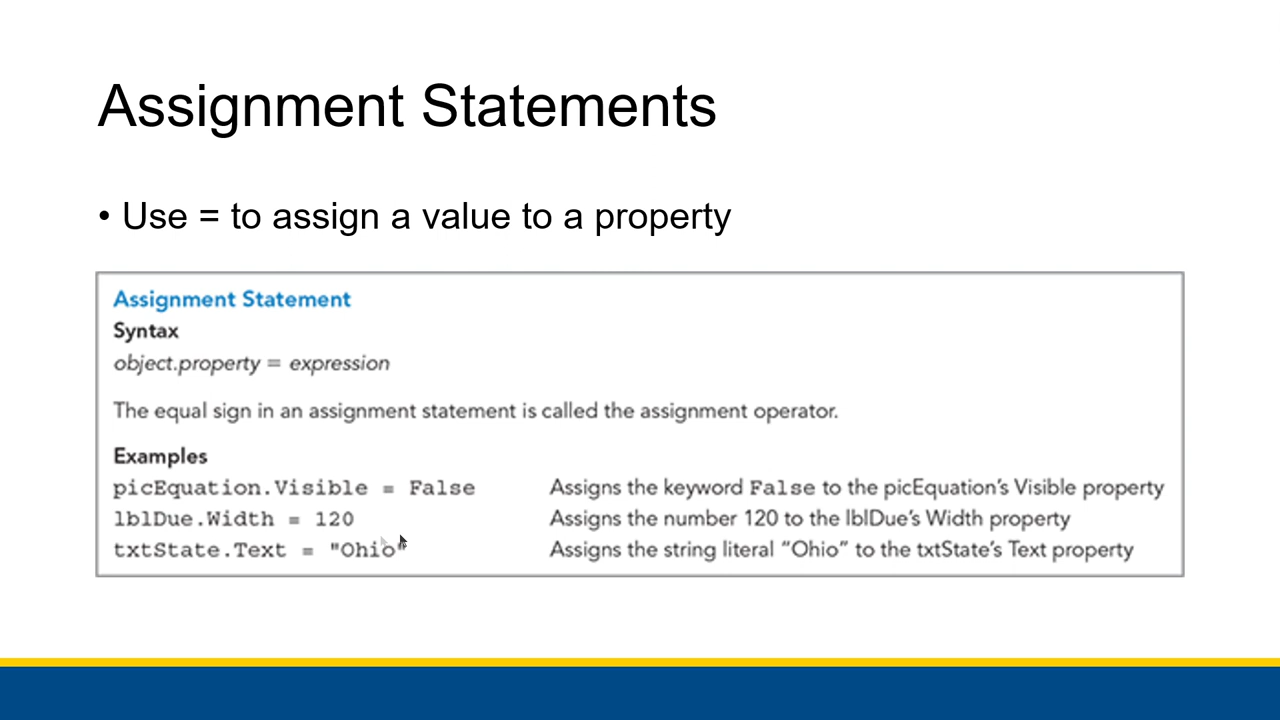 Assignment Statements
• Use = to assign a value to a property
Assignment Statement
Syntax
object.property = expression
The equal sign in an assignment statement is called the assignment operator.
Examples
picEquation.Visible = False Assigns the keyword False to the picEquation’s Visible property
lblDue.Width = 120 Assigns the number 120 to the lblDue’s Width property
txtState.Text = "Ohio" Assigns the string literal “Ohio” to the txtState’s Text property